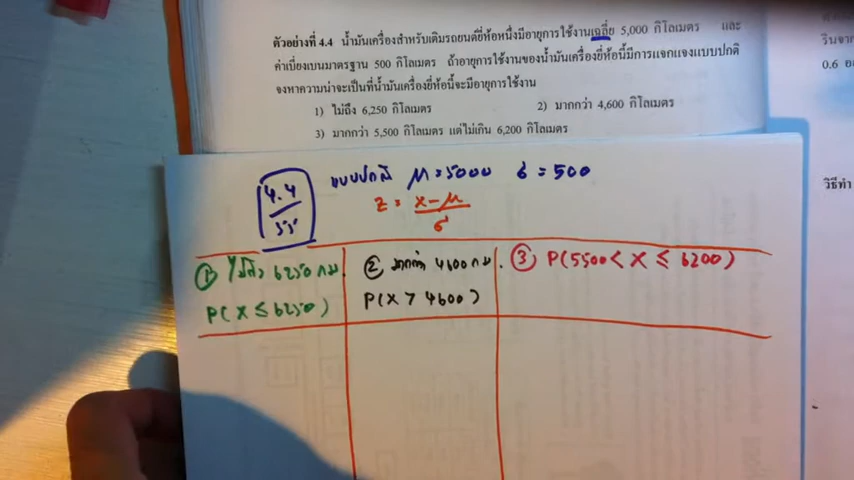 ตัวอย่างที่ 4.4 น้ำมันเครื่องสำหรับเติมรถยนต์ยี่ห้อหนึ่งมีอายุการใช้งานเฉลี่ย 5,000 กิโลเมตร และ
ค่าเบี่ยงเบนมาตรฐาน 500 กิโลเมตร ถ้าอายุการใช้งานของน้ำมันเครื่องยี่ห้อนี้มีการแจกแจงแบบปกติ
จงหาความน่าจะเป็นที่น้ำมันเครื่องยี่ห้อนี้จะมีอายุการใช้งาน
1) ไม่ถึง 6,250 กิโลเมตร 2) มากกว่า 4,600 กิโลเมตร
3) มากกว่า 5,500 กิโลเมตร แต่ไม่เกิน 6,200 กิโลเมตร
รินจาก
0.6 ออ
วิธีทำ
4.4
55
แบบปกติ μ = 5000 σ = 500
z = x - μ
σ
① ไม่ถึง 6250 กม.
P(x ≤ 6250)
② มากกว่า 4600 กม.
P(x > 4600)
③ P(5500 < x ≤ 6200)